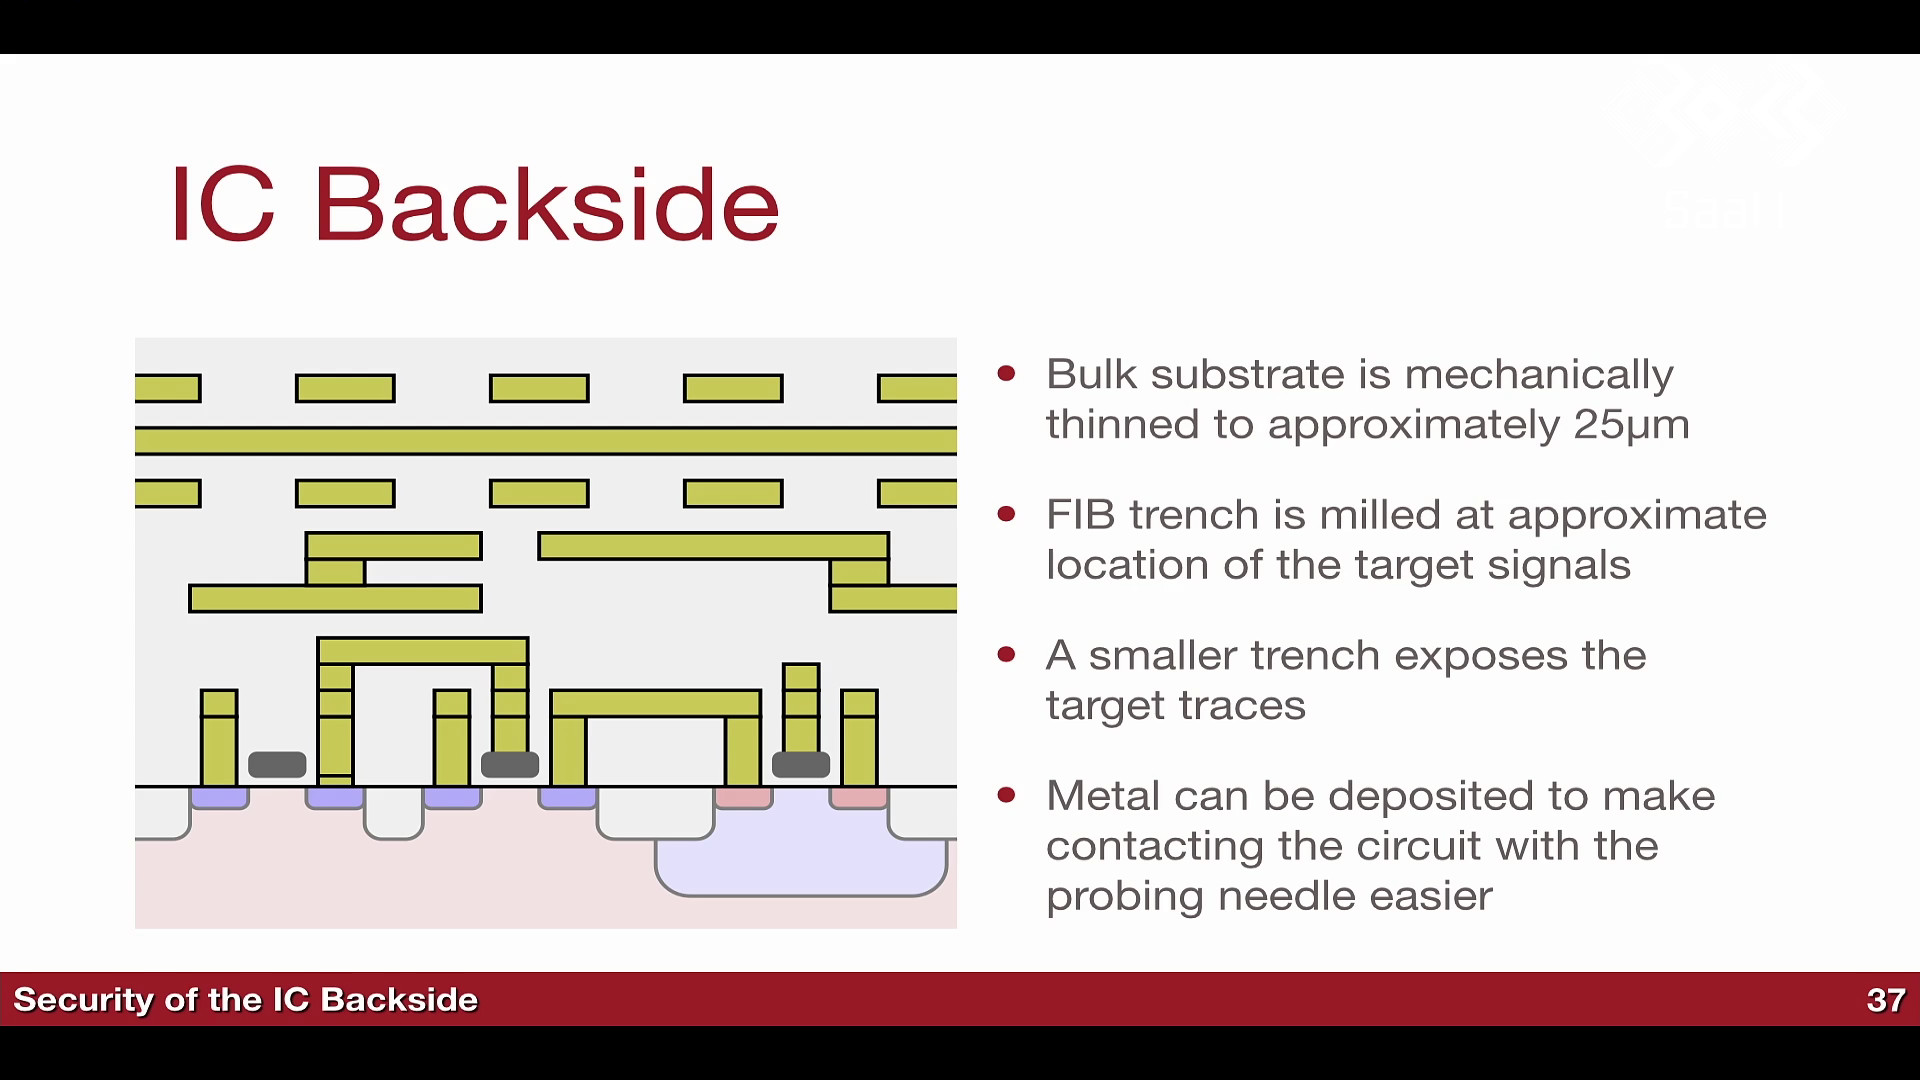 IC Backside
• Bulk substrate is mechanically
thinned to approximately 25µm
• FIB trench is milled at approximate
location of the target signals
• A smaller trench exposes the
target traces
• Metal can be deposited to make
contacting the circuit with the
probing needle easier
Security of the IC Backside
37